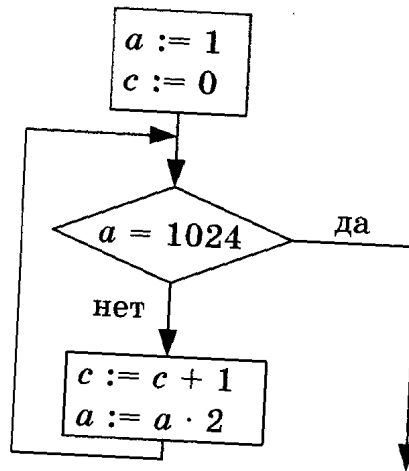 a := 1
c := 0
a = 1024
да
нет
c := c + 1
a := a · 2